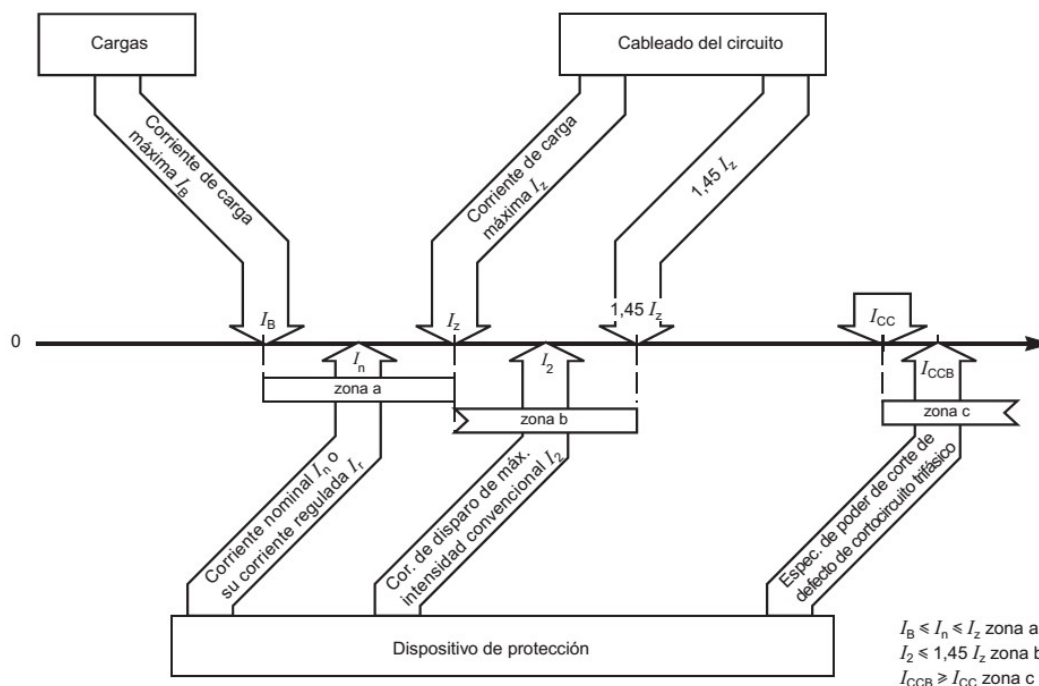 Cargas
Cableado del circuito
Corriente de carga
máxima I_B
Corriente de carga
máxima I_z
1,45 I_z
0
I_B
I_z
1,45 I_z
I_CC
I_n
I_2
I_CCB
zona a
zona b
zona c
Corriente nominal I_n o
su corriente regulada I_r
Cor. de disparo de máx.
intensidad convencional I_2
Espec. de poder de corte de
defecto de cortocircuito trifásico
Dispositivo de protección
I_B ⩽ I_n ⩽ I_z zona a
I_2 ⩽ 1,45 I_z zona b
I_CCB ⩾ I_CC zona c